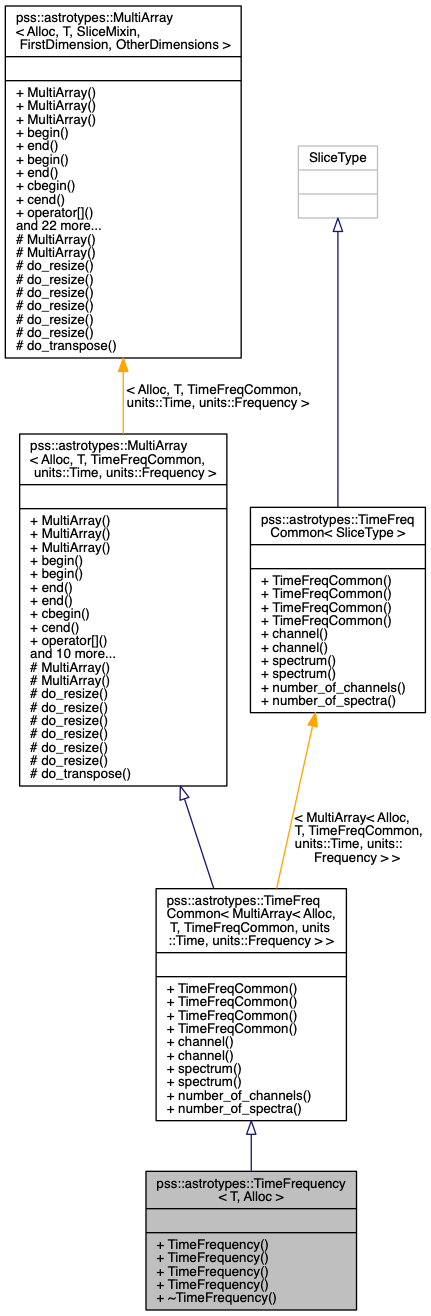 pss::astrotypes::MultiArray
< Alloc, T, SliceMixin,
FirstDimension, OtherDimensions >
+ MultiArray()
+ MultiArray()
+ MultiArray()
+ begin()
+ end()
+ begin()
+ end()
+ cbegin()
+ cend()
+ operator[]()
and 22 more...
# MultiArray()
# MultiArray()
# do_resize()
# do_resize()
# do_resize()
# do_resize()
# do_resize()
# do_resize()
# do_transpose()
SliceType
< Alloc, T, TimeFreqCommon,
units::Time, units::Frequency >
pss::astrotypes::MultiArray
< Alloc, T, TimeFreqCommon,
units::Time, units::Frequency >
+ MultiArray()
+ MultiArray()
+ MultiArray()
+ begin()
+ begin()
+ end()
+ end()
+ cbegin()
+ cend()
+ operator[]()
and 10 more...
# MultiArray()
# MultiArray()
# do_resize()
# do_resize()
# do_resize()
# do_resize()
# do_resize()
# do_resize()
# do_transpose()
pss::astrotypes::TimeFreq
Common< SliceType >
+ TimeFreqCommon()
+ TimeFreqCommon()
+ TimeFreqCommon()
+ TimeFreqCommon()
+ channel()
+ channel()
+ spectrum()
+ spectrum()
+ number_of_channels()
+ number_of_spectra()
< MultiArray< Alloc,
T, TimeFreqCommon,
units::Time, units::
Frequency > >
pss::astrotypes::TimeFreq
Common< MultiArray< Alloc,
T, TimeFreqCommon, units
::Time, units::Frequency > >
+ TimeFreqCommon()
+ TimeFreqCommon()
+ TimeFreqCommon()
+ TimeFreqCommon()
+ channel()
+ channel()
+ spectrum()
+ spectrum()
+ number_of_channels()
+ number_of_spectra()
pss::astrotypes::TimeFrequency
< T, Alloc >
+ TimeFrequency()
+ TimeFrequency()
+ TimeFrequency()
+ TimeFrequency()
+ ~TimeFrequency()